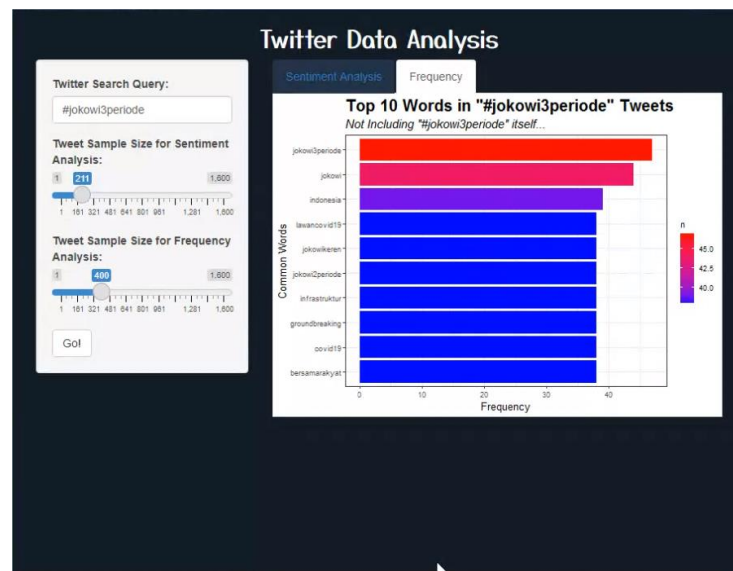 Twitter Data Analysis
Twitter Search Query:
#jokowi3periode
Tweet Sample Size for Sentiment
Analysis:
1 211 1,600
1 161 321 481 641 801 961 1,281 1,600
Tweet Sample Size for Frequency
Analysis:
1 400 1,600
1 161 321 481 641 801 961 1,281 1,600
Go!
Sentiment Analysis Frequency
Top 10 Words in "#jokowi3periode" Tweets
Not Including "#jokowi3periode" itself...
Common Words
jokowi3periode
jokowi
indonesia
lawancovid19
jokowikeren
jokowi2periode
infrastruktur
groundbreaking
covid19
bersamarakyat
0 10 20 30 40
Frequency
n
45.0
42.5
40.0